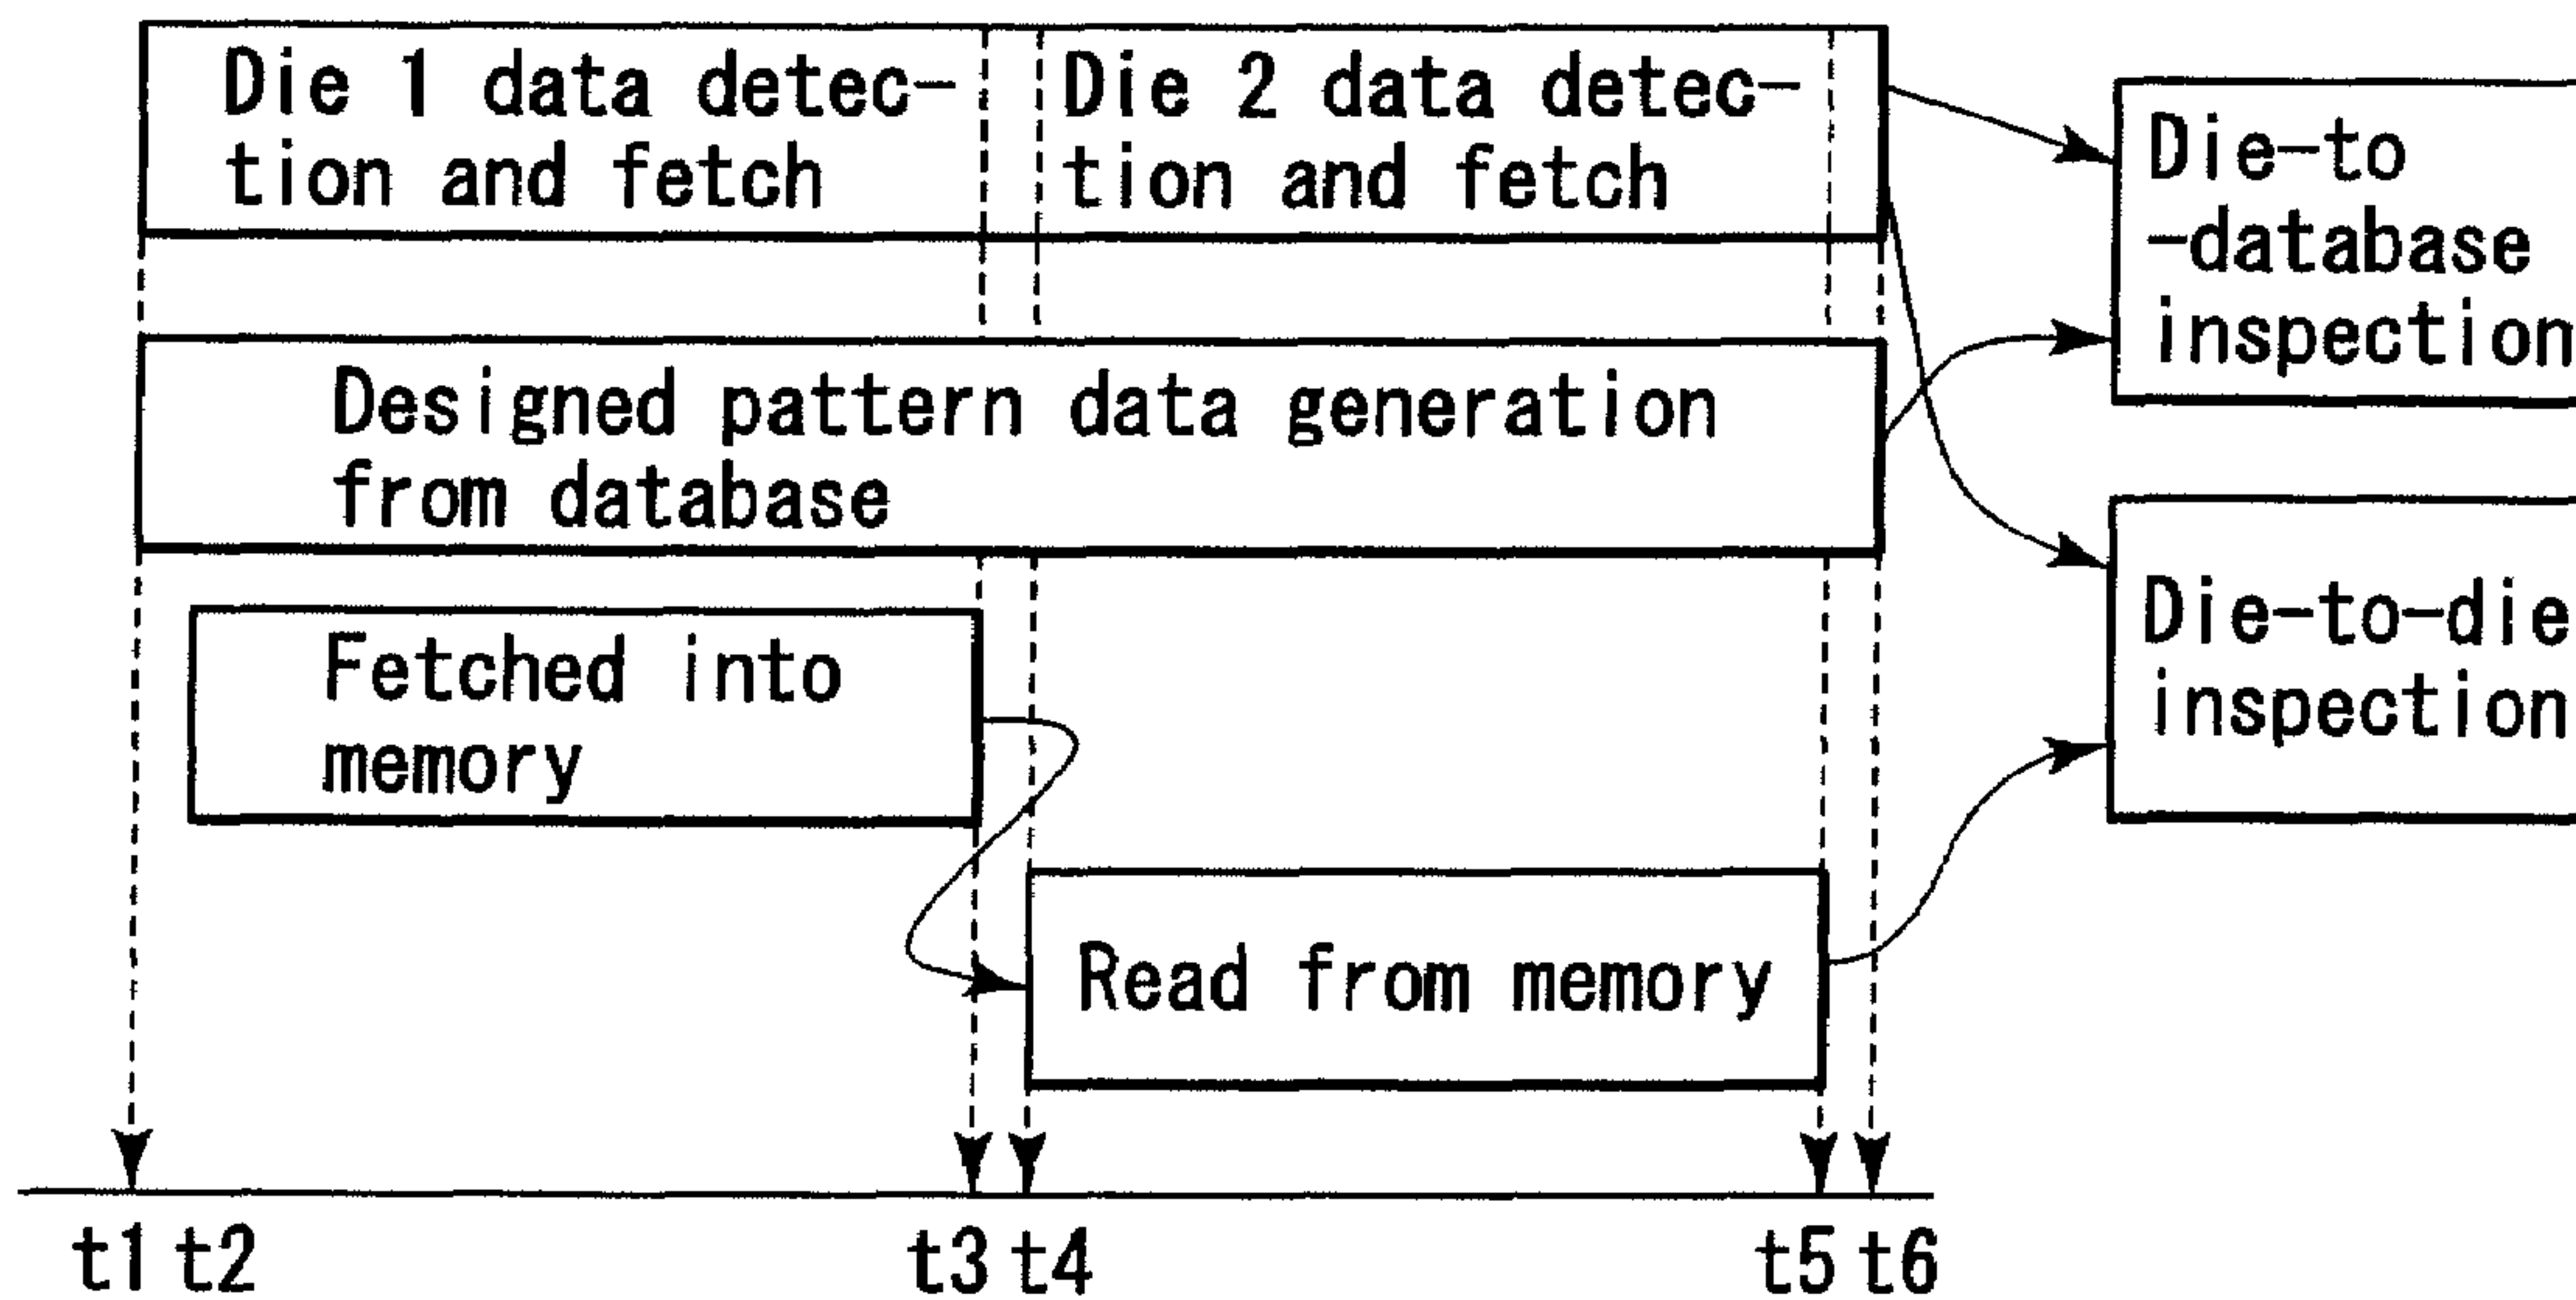 Die 1 data detec-
tion and fetch
Die 2 data detec-
tion and fetch
Die-to
-database
inspection
Designed pattern data generation
from database
Fetched into
memory
Die-to-die
inspection
Read from memory
t1 t2 t3 t4 t5 t6